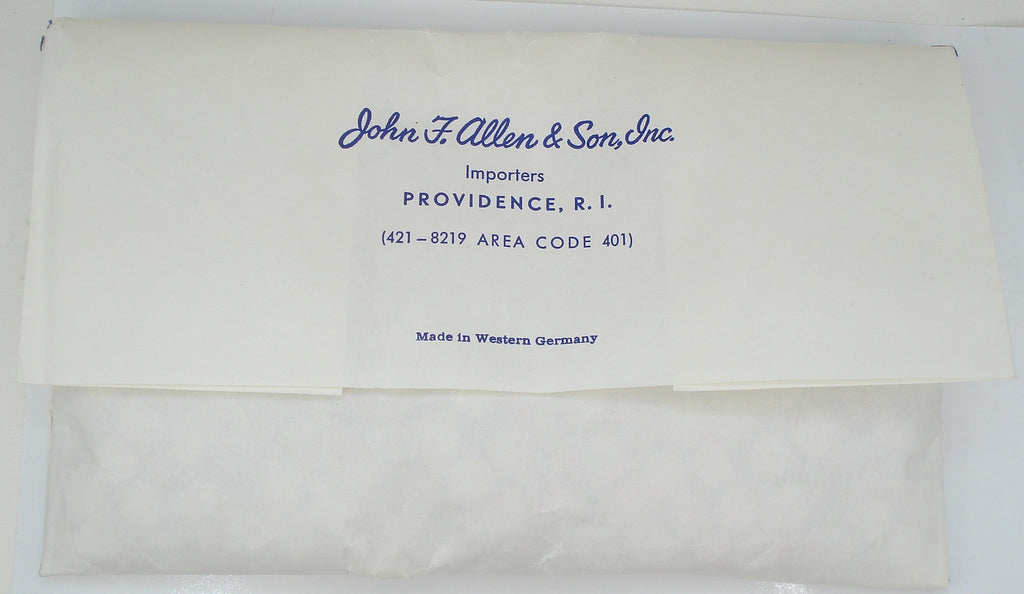 John F. Allen & Son, Inc.
Importers
PROVIDENCE, R. I.
(421–8219 AREA CODE 401)
Made in Western Germany